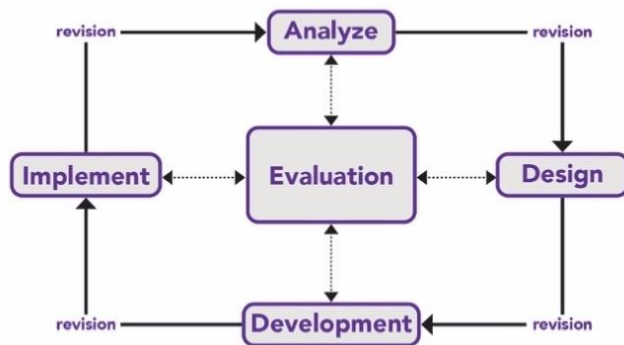 revision
Analyze
revision
Implement
Evaluation
Design
revision
Development
revision